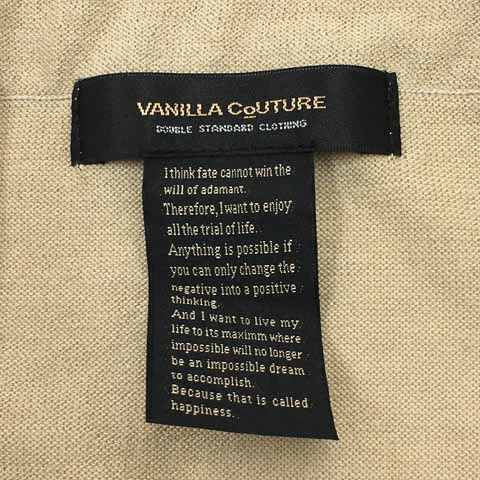 VANILLA CoUTURE
DOUBLE STANDARD CLOTHING
I think fate cannot win the
will of adamant.
Therefore, I want to enjoy
all the trial of life.
Anything is possible if
you can only change the
negative into a positive
thinking.
And I want to live my
life to its maximm where
impossible will no longer
be an impossible dream
to accomplish.
Because that is called
happiness.